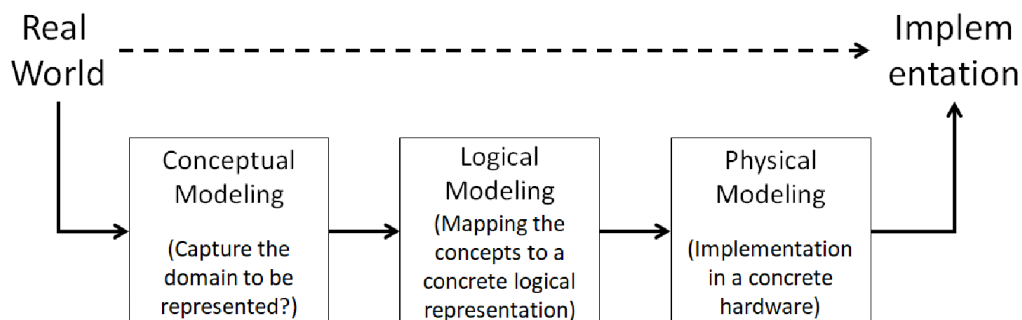 Real
World
Implem
entation
Conceptual
Modeling
(Capture the
domain to be
represented?)
Logical
Modeling
(Mapping the
concepts to a
concrete logical
representation)
Physical
Modeling
(Implementation
in a concrete
hardware)